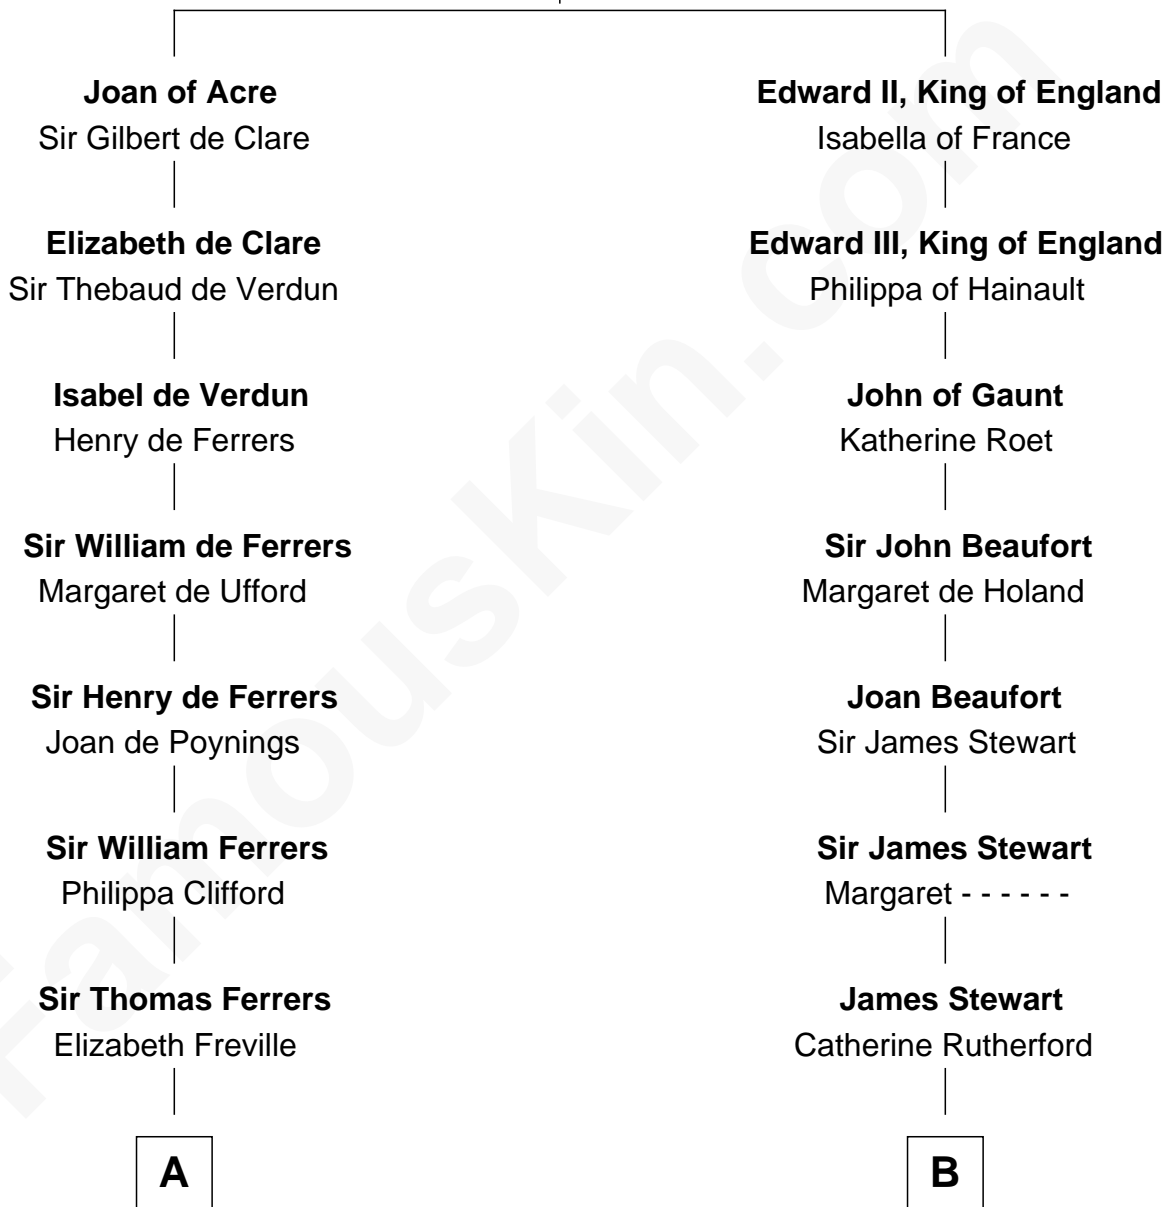 Joan of Acre
Sir Gilbert de Clare
Elizabeth de Clare
Sir Thebaud de Verdun
Isabel de Verdun
Henry de Ferrers
Sir William de Ferrers
Margaret de Ufford
Sir Henry de Ferrers
Joan de Poynings
Sir William Ferrers
Philippa Clifford
Sir Thomas Ferrers
Elizabeth Freville
A
Edward II, King of England
Isabella of France
Edward III, King of England
Philippa of Hainault
John of Gaunt
Katherine Roet
Sir John Beaufort
Margaret de Holand
Joan Beaufort
Sir James Stewart
Sir James Stewart
Margaret - - - - - -
James Stewart
Catherine Rutherford
B
FamousKin.com